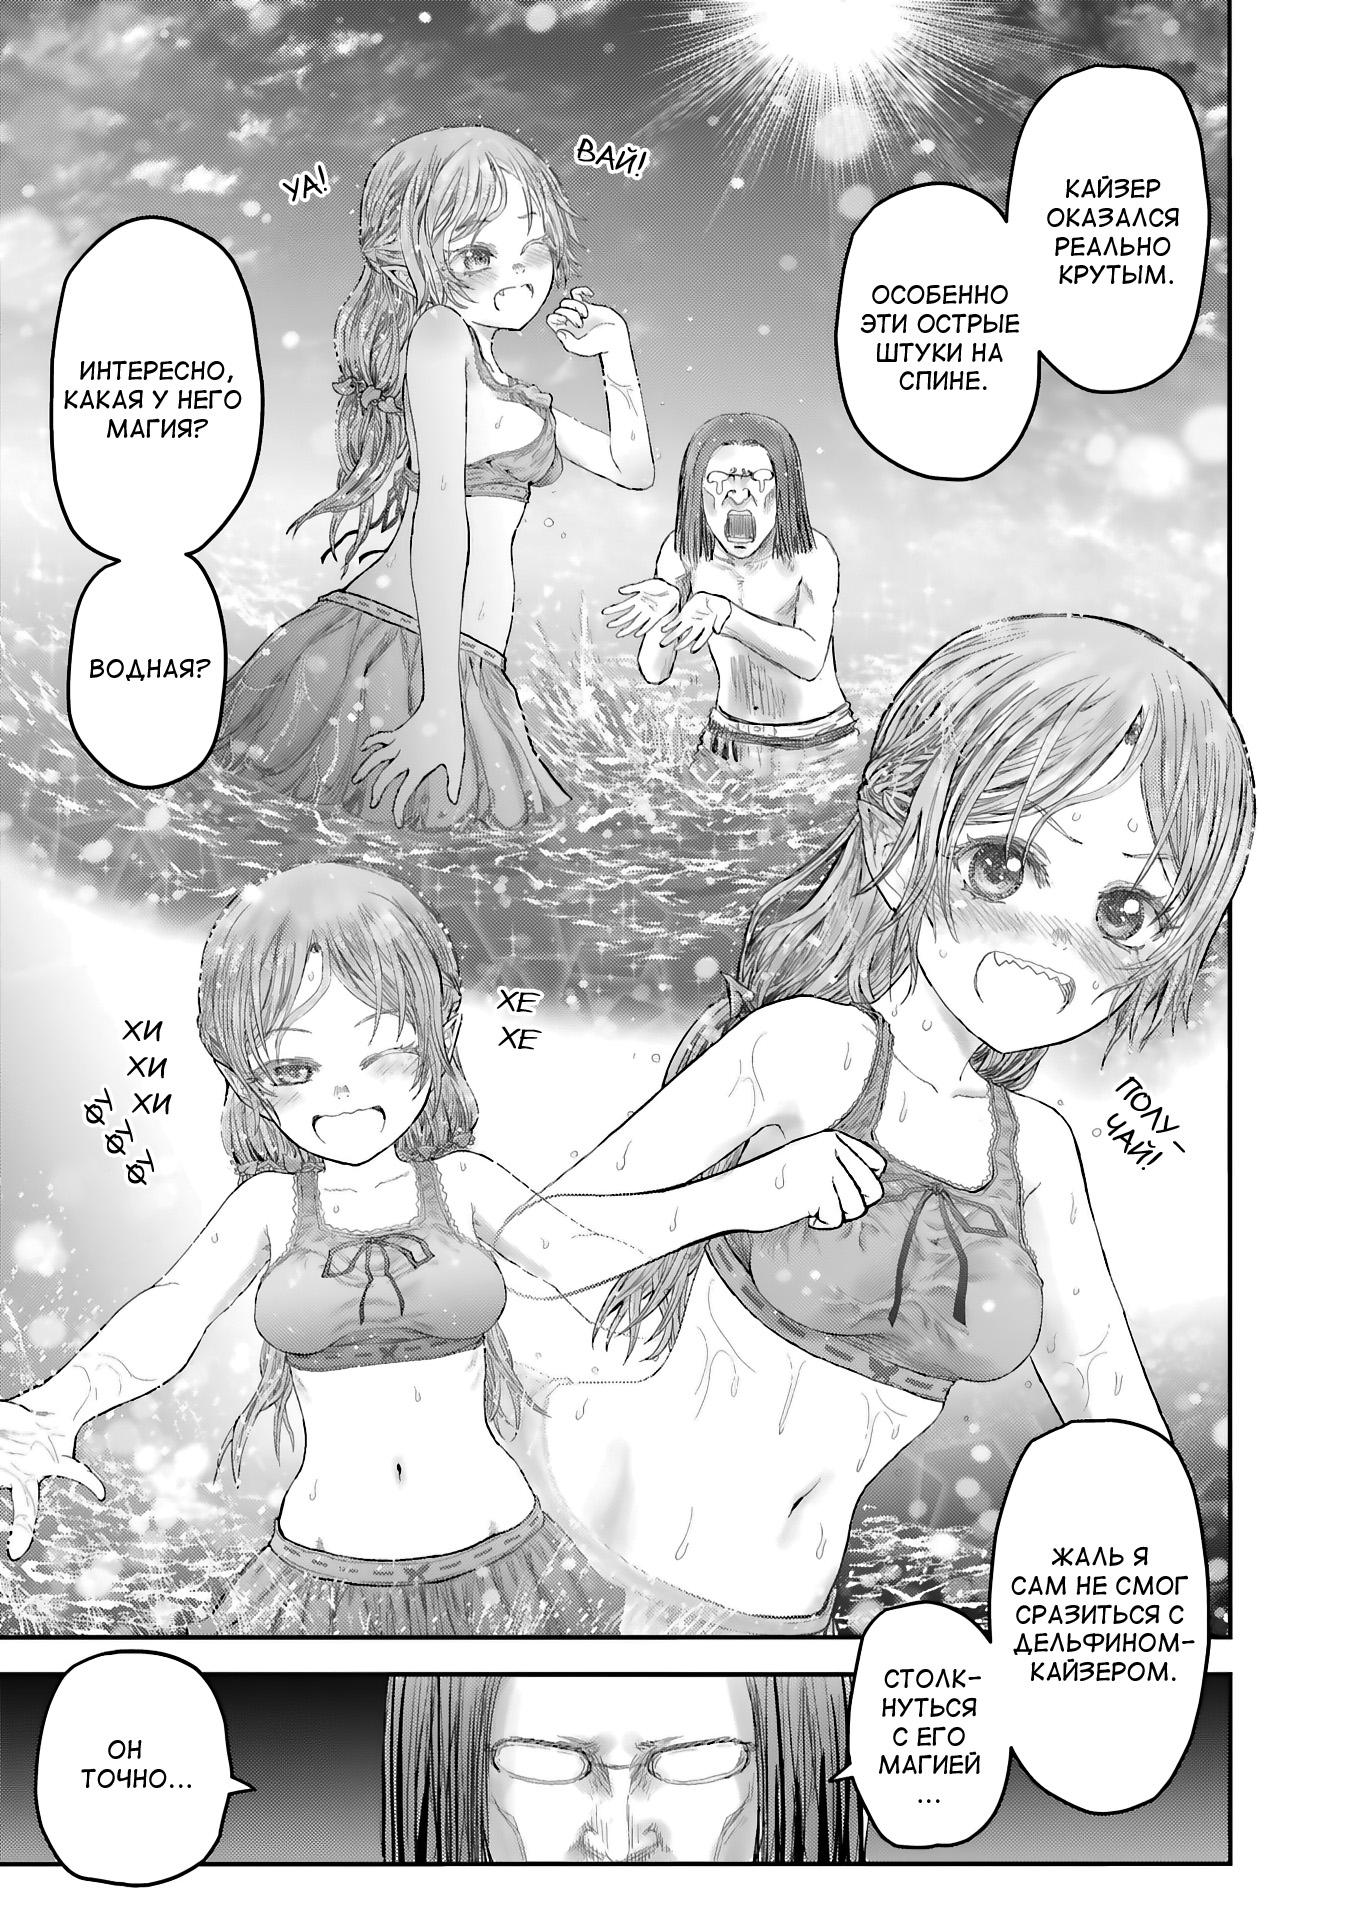 КАЙЗЕР
ОКАЗАЛСЯ
РЕАЛЬНО
КРУТЫМ.
ОСОБЕННО
ЭТИ ОСТРЫЕ
ШТУКИ НА
СПИНЕ.
ВАЙ!
УА!
ИНТЕРЕСНО,
КАКАЯ У НЕГО
МАГИЯ?
ВОДНАЯ?
ПОЛУ-
ЧАЙ!
ХЕ
ХЕ
ХИ
ХИ
ХИ
ЖАЛЬ Я
САМ НЕ СМОГ
СРАЗИТЬСЯ С
ДЕЛЬФИНОМ-
КАЙЗЕРОМ.
СТОЛК-
НУТЬСЯ
С ЕГО
МАГИЕЙ
...
ОН
ТОЧНО...